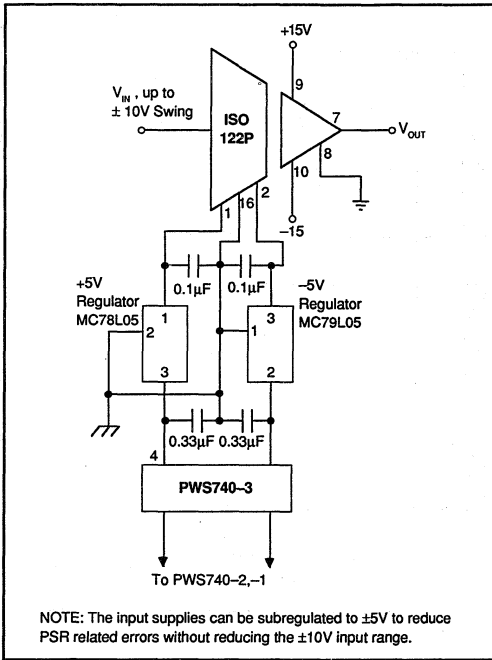 +15V
9
V_IN , up to
± 10V Swing
ISO
122P
7
V_OUT
8
10
–15
1
16
2
0.1µF
0.1µF
+5V
Regulator
MC78L05
–5V
Regulator
MC79L05
1
2
3
3
1
2
0.33µF
0.33µF
4
PWS740–3
To PWS740–2,–1
NOTE: The input supplies can be subregulated to ±5V to reduce
PSR related errors without reducing the ±10V input range.